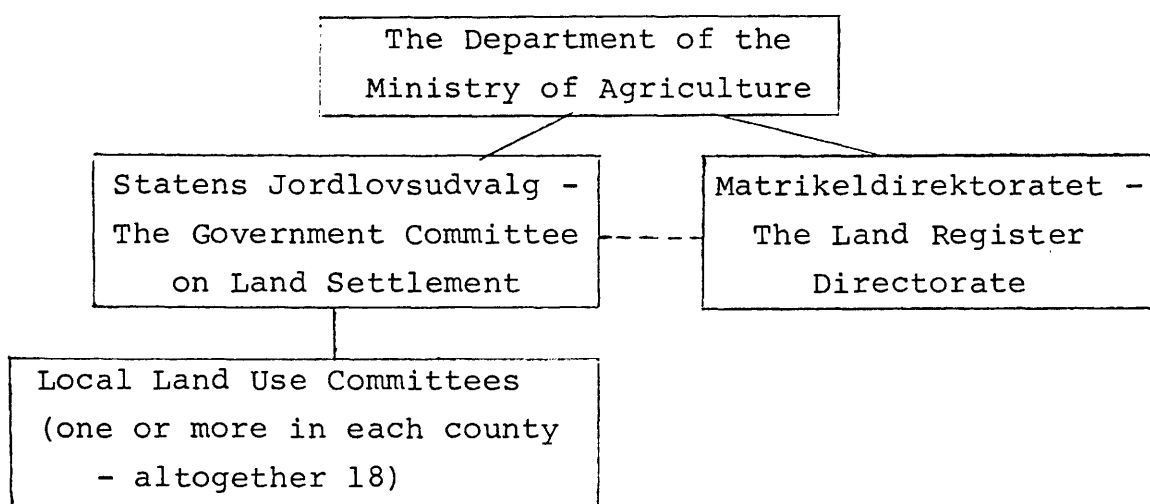 The Department of the
Ministry of Agriculture
Statens Jordlovsudvalg -
The Government Committee
on Land Settlement
Matrikeldirektoratet -
The Land Register
Directorate
Local Land Use Committees
(one or more in each county
- altogether 18)